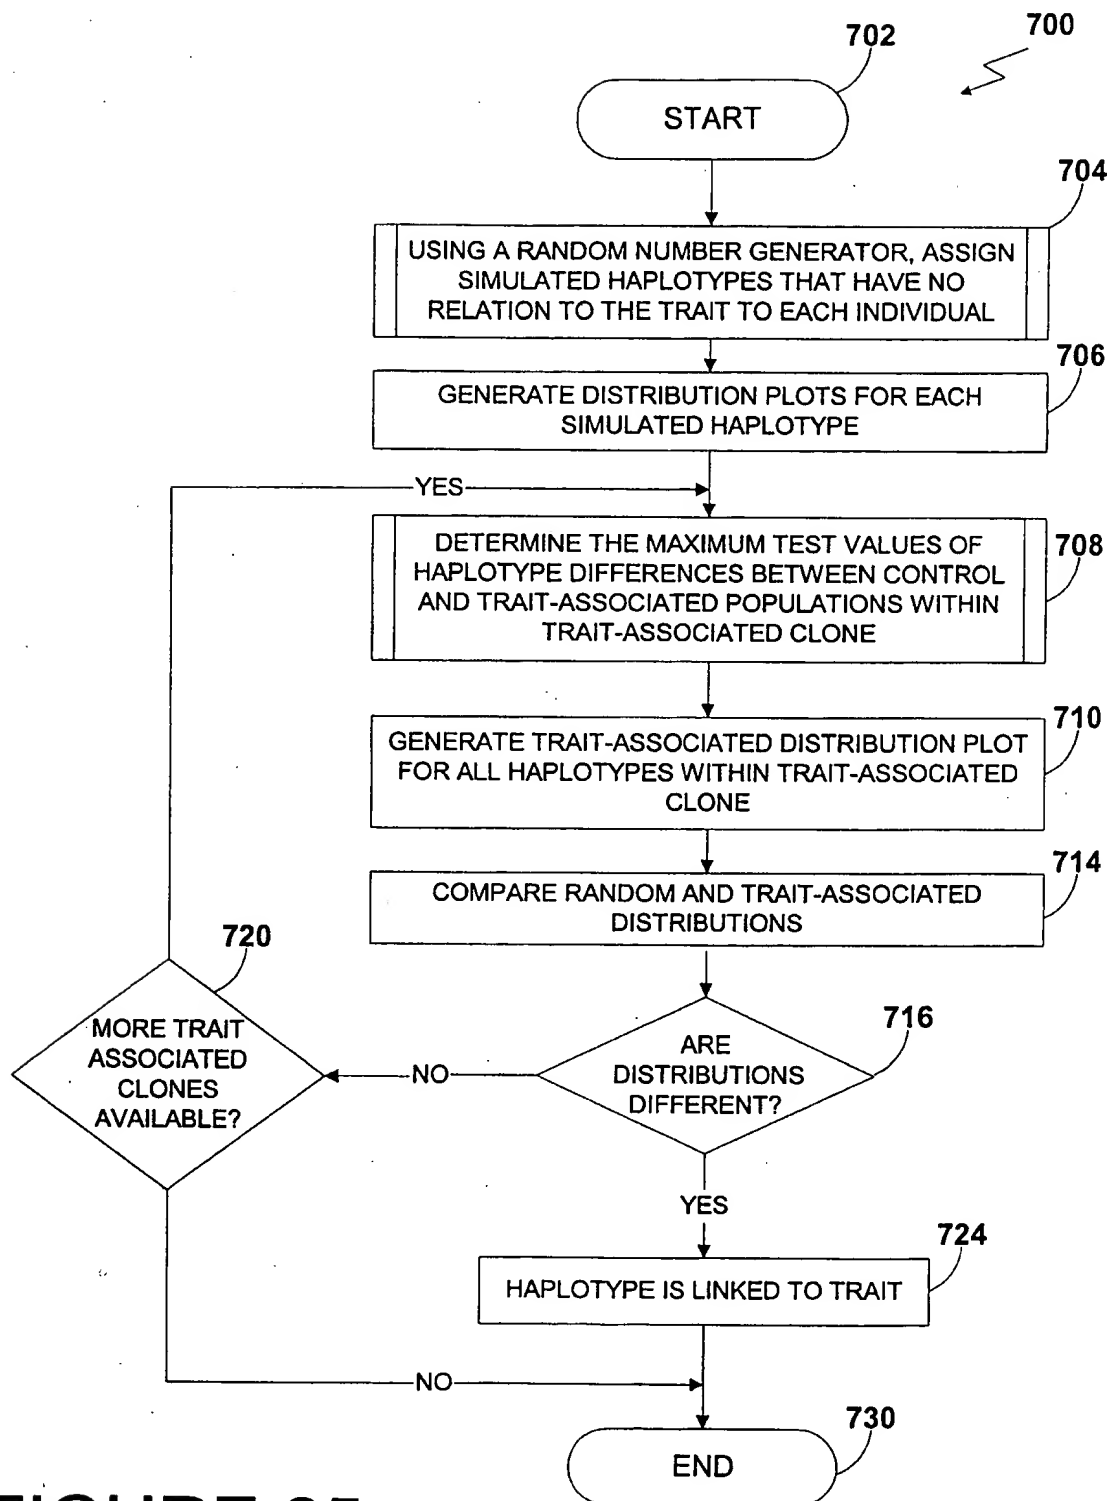 700
702
START
704
USING A RANDOM NUMBER GENERATOR, ASSIGN
SIMULATED HAPLOTYPES THAT HAVE NO
RELATION TO THE TRAIT TO EACH INDIVIDUAL
706
GENERATE DISTRIBUTION PLOTS FOR EACH
SIMULATED HAPLOTYPE
YES
708
DETERMINE THE MAXIMUM TEST VALUES OF
HAPLOTYPE DIFFERENCES BETWEEN CONTROL
AND TRAIT-ASSOCIATED POPULATIONS WITHIN
TRAIT-ASSOCIATED CLONE
710
GENERATE TRAIT-ASSOCIATED DISTRIBUTION PLOT
FOR ALL HAPLOTYPES WITHIN TRAIT-ASSOCIATED
CLONE
714
COMPARE RANDOM AND TRAIT-ASSOCIATED
DISTRIBUTIONS
716
ARE
DISTRIBUTIONS
DIFFERENT?
NO
720
MORE TRAIT
ASSOCIATED
CLONES
AVAILABLE?
YES
724
HAPLOTYPE IS LINKED TO TRAIT
NO
730
END